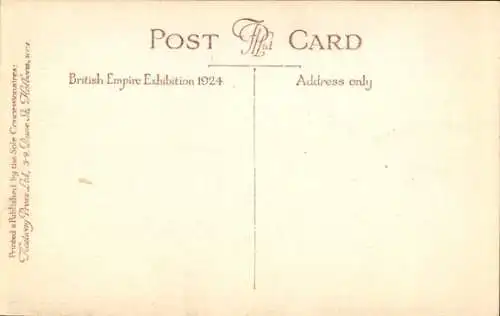 POST FPLtd CARD
British Empire Exhibition 1924
Address only
Printed & Published by the Sole Concessionaires:
Fleetway Press Ltd, 3-9, Dane St, Holborn, W.C.1.